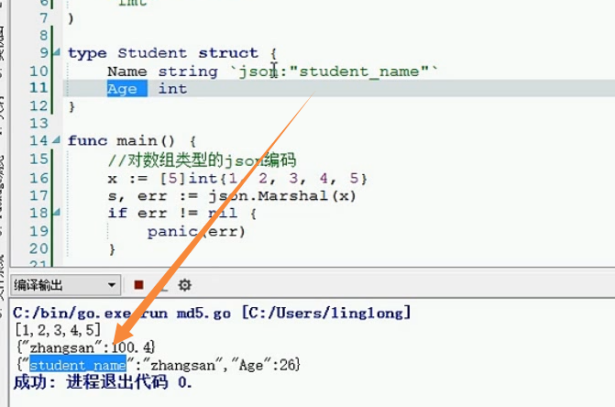 7 )
8
9 type Student struct {
10 Name string `json:"student_name"`
11 Age int
12 }
13
14 func main() {
15 //对数组类型的json编码
16 x := [5]int{1, 2, 3, 4, 5}
17 s, err := json.Marshal(x)
18 if err != nil {
19 panic(err)
20 }
编译输出
C:/bin/go.exe run md5.go [C:/Users/linglong]
[1,2,3,4,5]
{"zhangsan":100.4}
{"student_name":"zhangsan","Age":26}
成功: 进程退出代码 0.